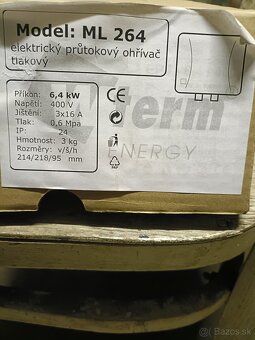 Model: ML 264
elektrický průtokový ohřívač
tlakový
Příkon: 6,4 kW
Napětí: 400 V
Jištění: 3x16 A
Tlak: 0,6 Mpa
IP: 24
Hmotnost: 3 kg
Rozměry: v/š/h
214/218/95 mm
CE
term
ENERGY
Bazos.sk